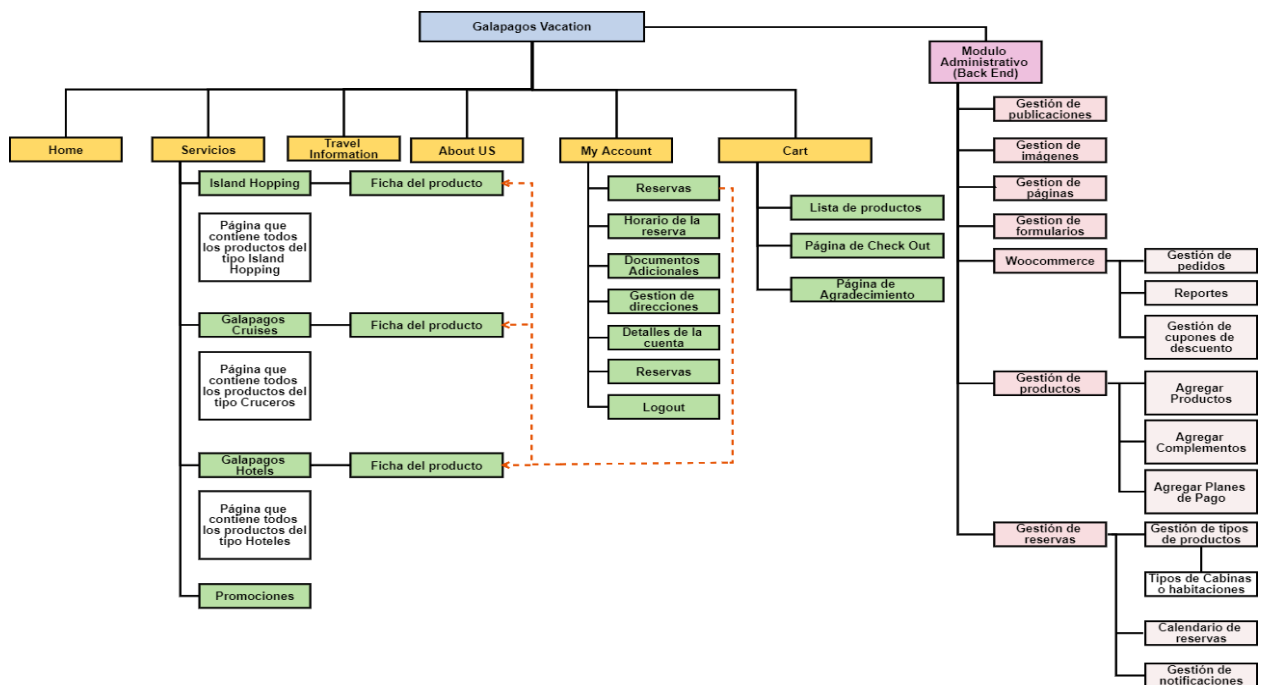 Galapagos Vacation
Modulo
Administrativo
(Back End)
Home
Servicios
Travel
Information
About US
My Account
Cart
Island Hopping
Ficha del producto
Página que
contiene todos
los productos del
tipo Island
Hopping
Galapagos
Cruises
Ficha del producto
Página que
contiene todos
los productos del
tipo Cruceros
Galapagos
Hotels
Ficha del producto
Página que
contiene todos
los productos del
tipo Hoteles
Promociones
Reservas
Horario de la
reserva
Documentos
Adicionales
Gestion de
direcciones
Detalles de la
cuenta
Reservas
Logout
Lista de productos
Página de Check Out
Página de
Agradecimiento
Gestión de
publicaciones
Gestion de
imágenes
Gestion de
páginas
Gestion de
formularios
Woocommerce
Gestión de
pedidos
Reportes
Gestión de
cupones de
descuento
Gestión de
productos
Agregar
Productos
Agregar
Complementos
Agregar Planes
de Pago
Gestión de
reservas
Gestión de tipos
de productos
Tipos de Cabinas
o habitaciones
Calendario de
reservas
Gestión de
notificaciones